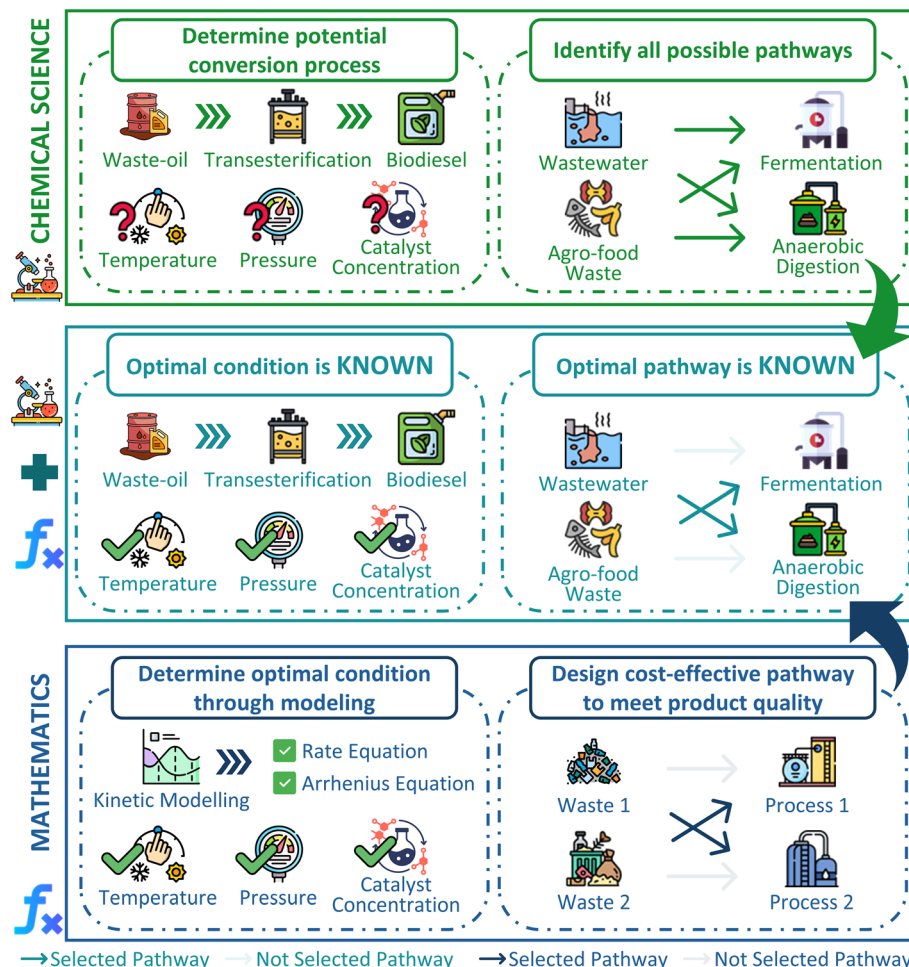 CHEMICAL SCIENCE
Determine potential
conversion process
Waste-oil
Transesterification
Biodiesel
?
?
?
Temperature
Pressure
Catalyst
Concentration
Identify all possible pathways
Wastewater
Fermentation
Agro-food
Waste
Anaerobic
Digestion
Optimal condition is KNOWN
Waste-oil
Transesterification
Biodiesel
Temperature
Pressure
Catalyst
Concentration
Optimal pathway is KNOWN
Wastewater
Fermentation
Agro-food
Waste
Anaerobic
Digestion
fx
MATHEMATICS
fx
Determine optimal condition
through modeling
Kinetic Modelling
Rate Equation
Arrhenius Equation
Temperature
Pressure
Catalyst
Concentration
Design cost-effective pathway
to meet product quality
Waste 1
Process 1
Waste 2
Process 2
Selected Pathway
Not Selected Pathway
Selected Pathway
Not Selected Pathway